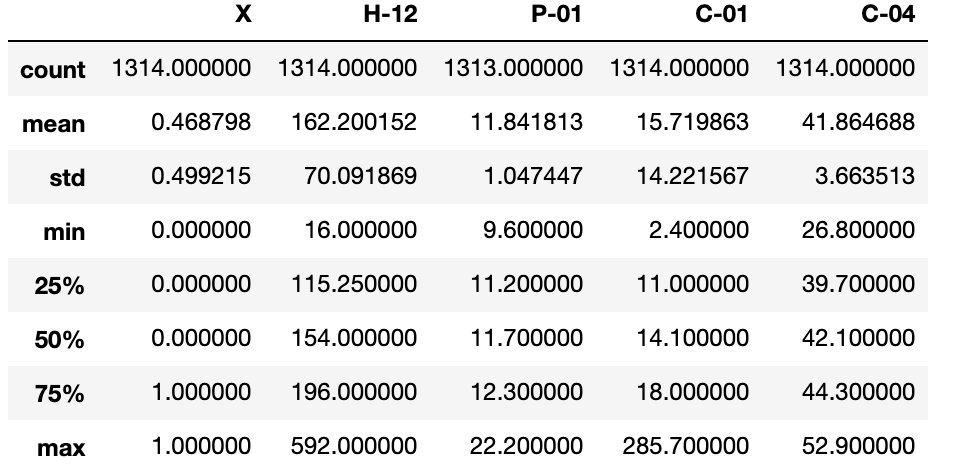 X H-12 P-01 C-01 C-04
count 1314.000000 1314.000000 1313.000000 1314.000000 1314.000000
mean 0.468798 162.200152 11.841813 15.719863 41.864688
std 0.499215 70.091869 1.047447 14.221567 3.663513
min 0.000000 16.000000 9.600000 2.400000 26.800000
25% 0.000000 115.250000 11.200000 11.000000 39.700000
50% 0.000000 154.000000 11.700000 14.100000 42.100000
75% 1.000000 196.000000 12.300000 18.000000 44.300000
max 1.000000 592.000000 22.200000 285.700000 52.900000